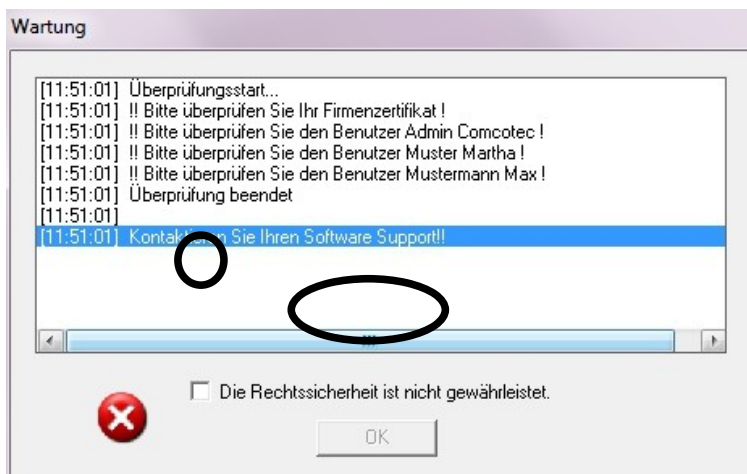 Wartung
[11:51:01] Überprüfungsstart...
[11:51:01] !! Bitte überprüfen Sie Ihr Firmenzertifikat !
[11:51:01] !! Bitte überprüfen Sie den Benutzer Admin Comcotec !
[11:51:01] !! Bitte überprüfen Sie den Benutzer Muster Martha !
[11:51:01] !! Bitte überprüfen Sie den Benutzer Mustermann Max !
[11:51:01] Überprüfung beendet
[11:51:01]
[11:51:01] Kontaktieren Sie Ihren Software Support!!
Die Rechtssicherheit ist nicht gewährleistet.
OK